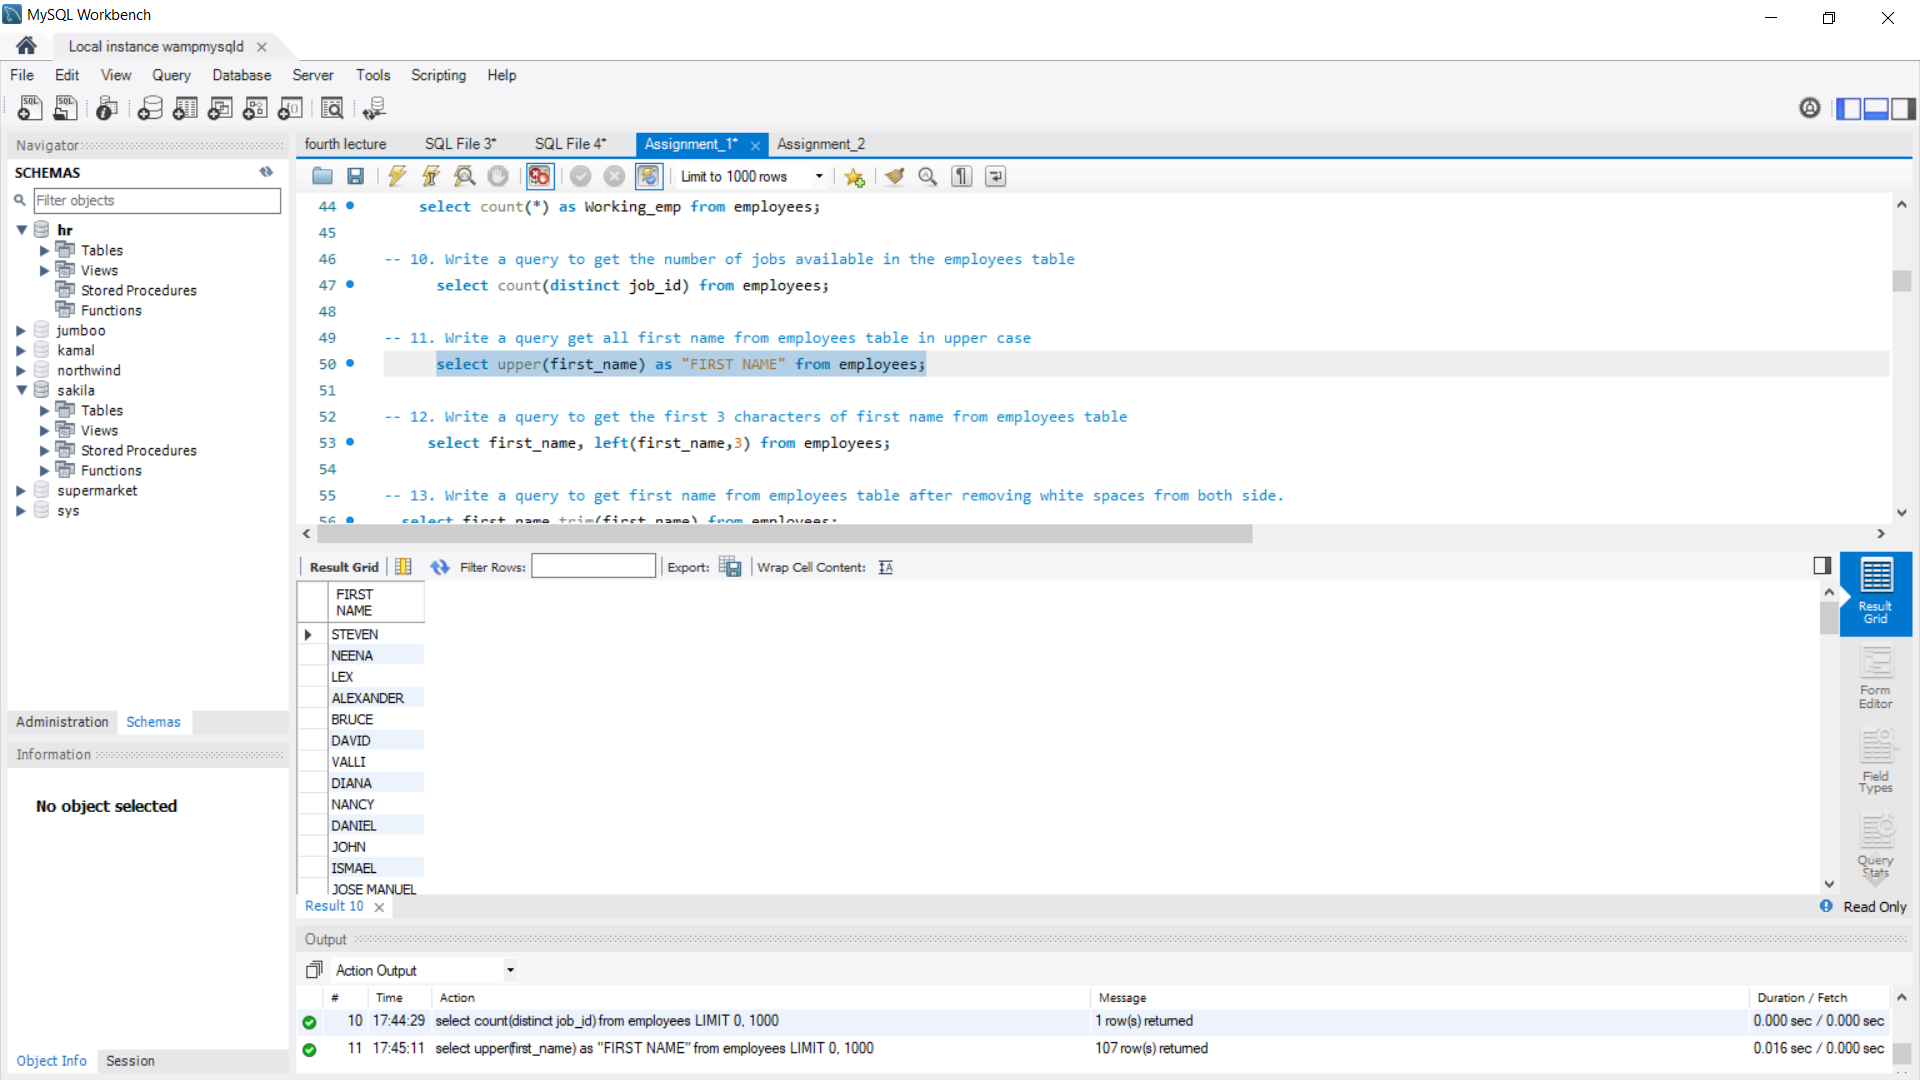 MySQL Workbench
Local instance wampmysqld
File Edit View Query Database Server Tools Scripting Help
Navigator
SCHEMAS
Filter objects
hr
Tables
Views
Stored Procedures
Functions
jumboo
kamal
northwind
sakila
Tables
Views
Stored Procedures
Functions
supermarket
sys
Administration Schemas
Information
No object selected
Object Info Session
fourth lecture SQL File 3* SQL File 4* Assignment_1* Assignment_2
Limit to 1000 rows
44 select count(*) as Working_emp from employees;
45
46 -- 10. Write a query to get the number of jobs available in the employees table
47 select count(distinct job_id) from employees;
48
49 -- 11. Write a query get all first name from employees table in upper case
50 select upper(first_name) as "FIRST NAME" from employees;
51
52 -- 12. Write a query to get the first 3 characters of first name from employees table
53 select first_name, left(first_name,3) from employees;
54
55 -- 13. Write a query to get first name from employees table after removing white spaces from both side.
56 select first_name,trim(first_name) from employees;
Result Grid Filter Rows: Export: Wrap Cell Content:
FIRST
NAME
STEVEN
NEENA
LEX
ALEXANDER
BRUCE
DAVID
VALLI
DIANA
NANCY
DANIEL
JOHN
ISMAEL
JOSE MANUEL
Result
Grid
Form
Editor
Field
Types
Query
Stats
Result 10
Read Only
Output
Action Output
# Time Action Message Duration / Fetch
10 17:44:29 select count(distinct job_id) from employees LIMIT 0, 1000 1 row(s) returned 0.000 sec / 0.000 sec
11 17:45:11 select upper(first_name) as "FIRST NAME" from employees LIMIT 0, 1000 107 row(s) returned 0.016 sec / 0.000 sec